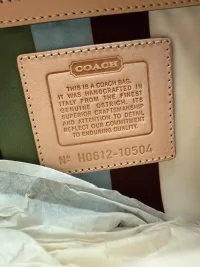 COACH
THIS IS A COACH BAG.
IT WAS HANDCRAFTED IN
ITALY FROM THE FINEST
GENUINE OSTRICH. ITS
SUPERIOR CRAFTSMANSHIP
AND ATTENTION TO DETAIL
REFLECT OUR COMMITMENT
TO ENDURING QUALITY.
Nº H0612-10504